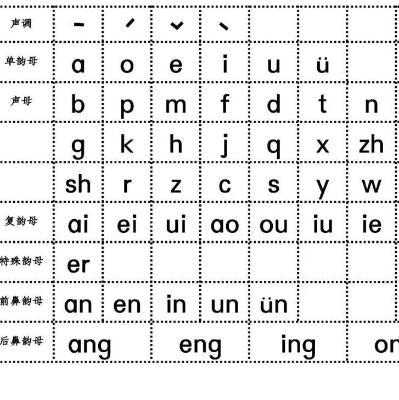 声调 ˉ ˊ ˇ ˋ
单韵母 a o e i u ü
声母 b p m f d t n
g k h j q x zh
sh r z c s y w
复韵母 ai ei ui ao ou iu ie
特殊韵母 er
前鼻韵母 an en in un ün
后鼻韵母 ang eng ing on